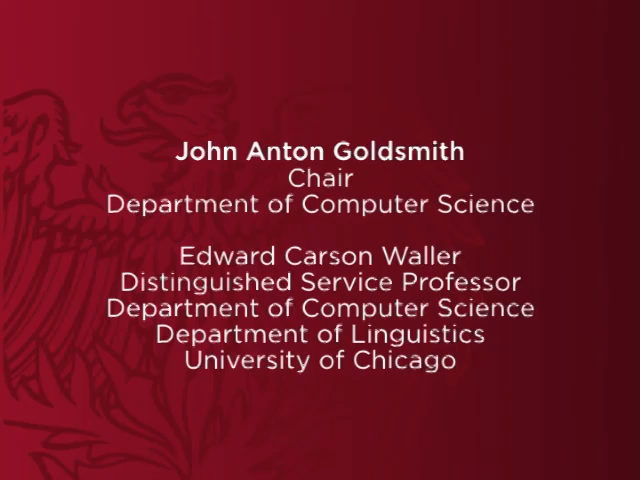 John Anton Goldsmith
Chair
Department of Computer Science
Edward Carson Waller
Distinguished Service Professor
Department of Computer Science
Department of Linguistics
University of Chicago